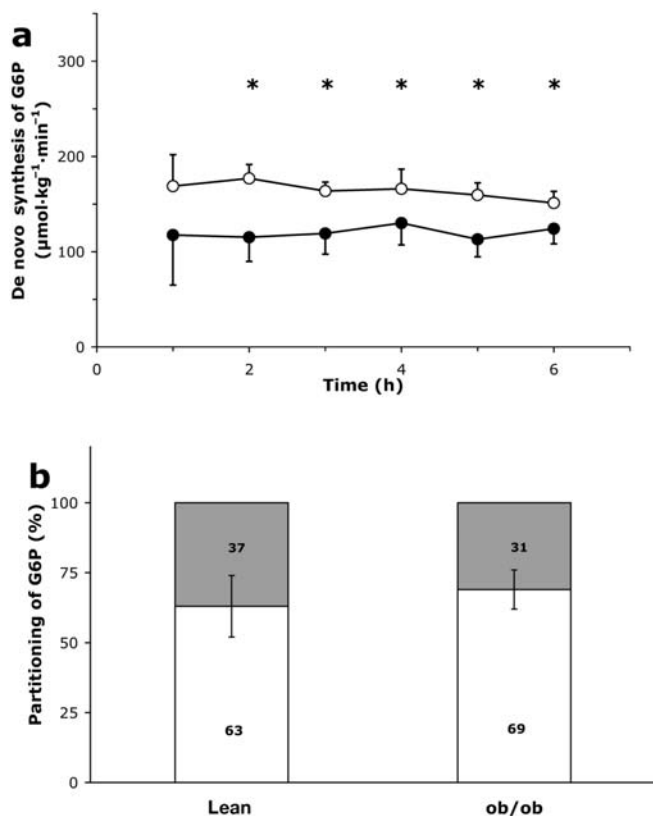 a
De novo synthesis of G6P
(µmol·kg⁻¹·min⁻¹)
300
200
100
0
* * * * *
0 2 4 6
Time (h)
b
Partitioning of G6P (%)
100
75
50
25
0
37
63
31
69
Lean ob/ob